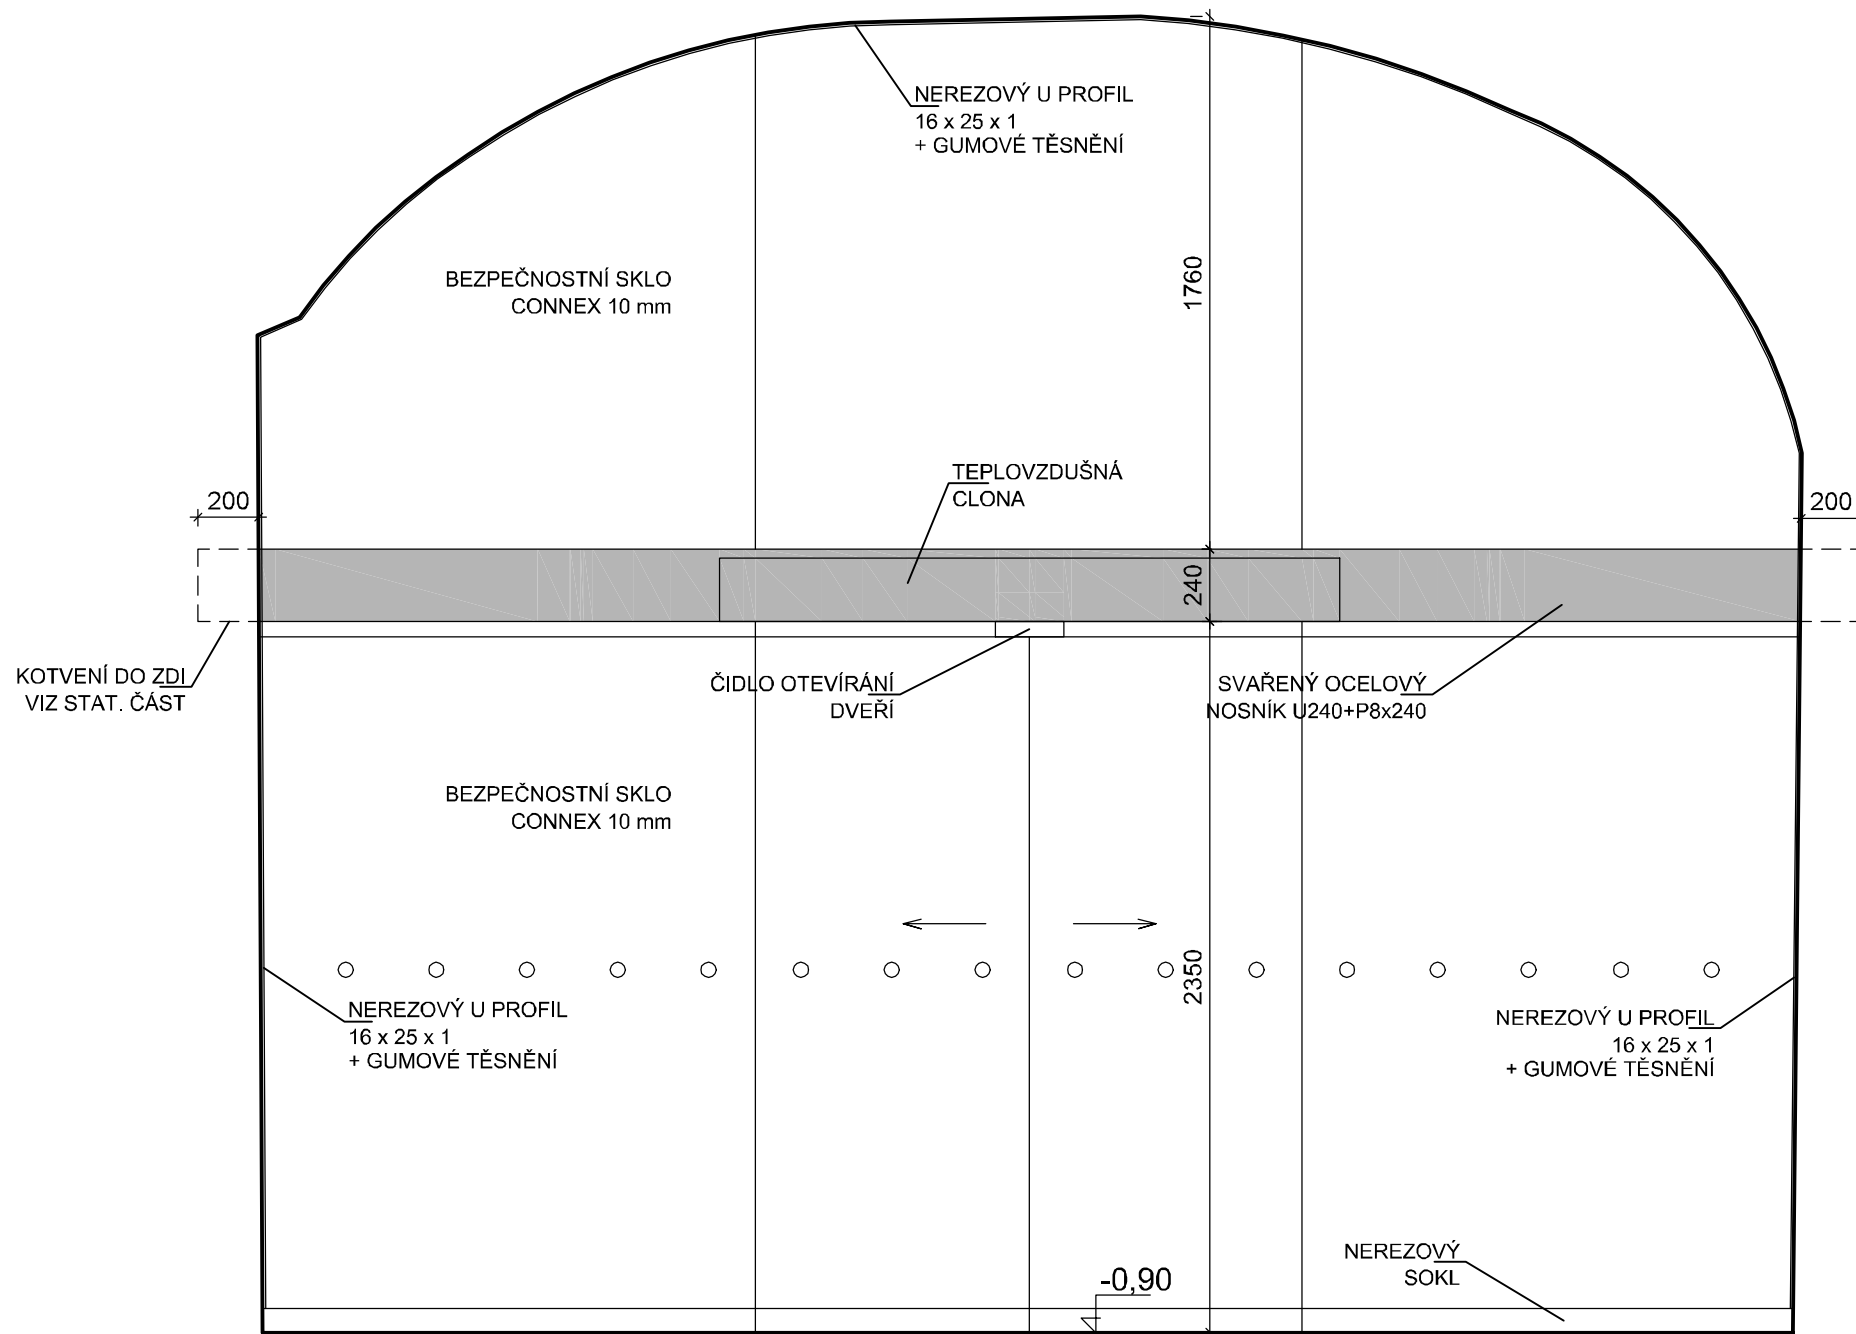 NEREZOVÝ U PROFIL
16 x 25 x 1
+ GUMOVÉ TĚSNĚNÍ
BEZPEČNOSTNÍ SKLO
CONNEX 10 mm
1760
TEPLOVZDUŠNÁ
CLONA
200
200
240
KOTVENÍ DO ZDI
VIZ STAT. ČÁST
ČIDLO OTEVÍRÁNÍ
DVEŘÍ
SVAŘENÝ OCELOVÝ
NOSNÍK U240+P8x240
BEZPEČNOSTNÍ SKLO
CONNEX 10 mm
2350
NEREZOVÝ U PROFIL
16 x 25 x 1
+ GUMOVÉ TĚSNĚNÍ
NEREZOVÝ U PROFIL
16 x 25 x 1
+ GUMOVÉ TĚSNĚNÍ
NEREZOVÝ
SOKL
-0,90